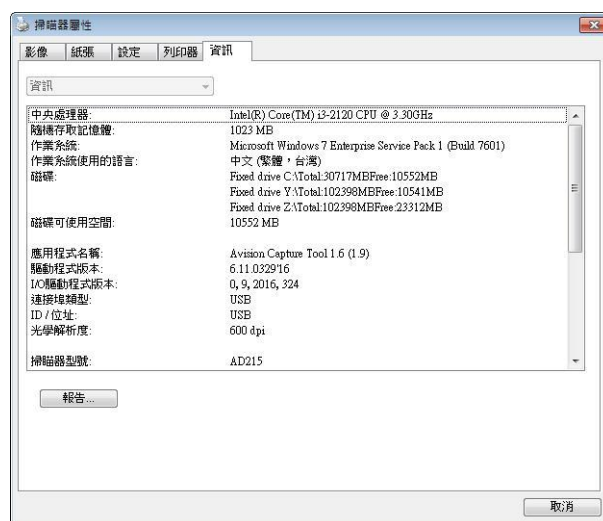 掃瞄器屬性
影像 紙張 設定 列印器 資訊
資訊
中央處理器: Intel(R) Core(TM) i3-2120 CPU @ 3.30GHz
隨機存取記憶體: 1023 MB
作業系統: Microsoft Windows 7 Enterprise Service Pack 1 (Build 7601)
作業系統使用的語言: 中文 (繁體，台灣)
磁碟: Fixed drive C:\Total:30717MBFree:10552MB
Fixed drive Y:\Total:102398MBFree:10541MB
Fixed drive Z:\Total:102398MBFree:23312MB
磁碟可使用空間: 10552 MB
應用程式名稱: Avision Capture Tool 1.6 (1.9)
驅動程式版本: 6.11.0329'16
I/O驅動程式版本: 0, 9, 2016, 324
連接埠類型: USB
ID / 位址: USB
光學解析度: 600 dpi
掃瞄器型號: AD215
報告...
取消